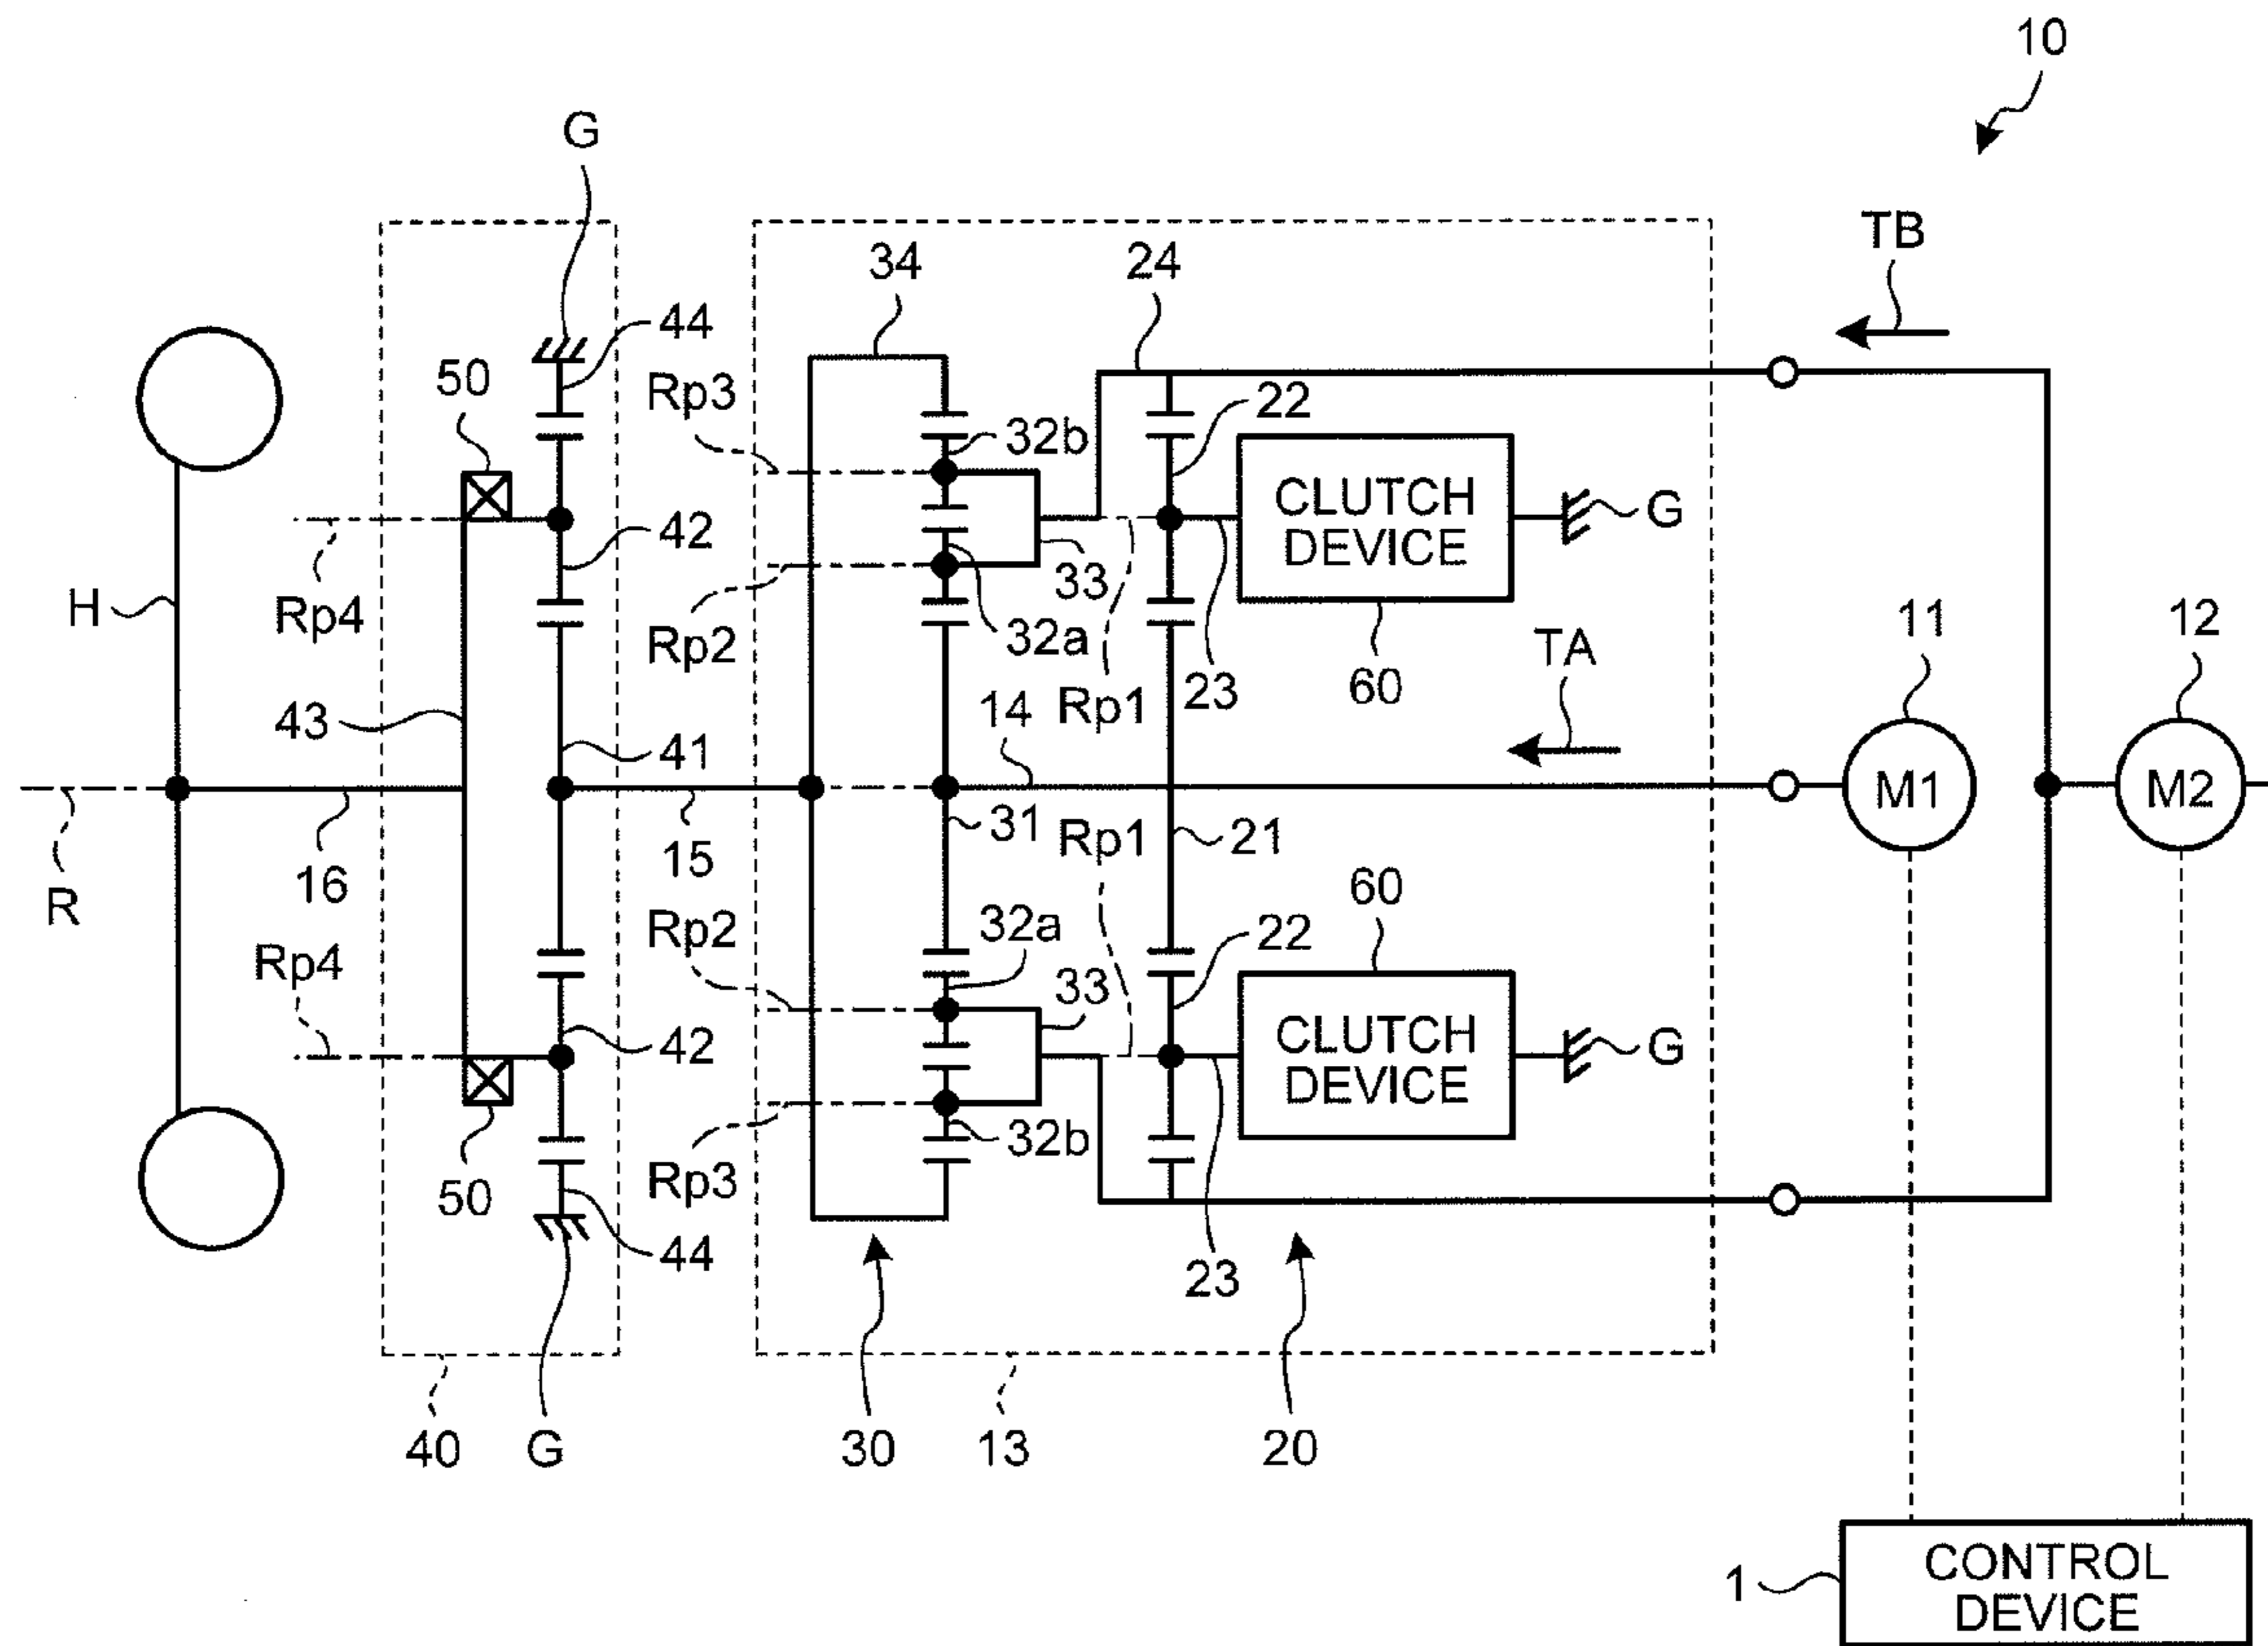 10
G
TB
34
24
44
50
Rp3
22
32b
CLUTCH
DEVICE
G
42
33
H
Rp4
Rp2
32a
TA
11
12
23
60
Rp1
14
43
41
M1
M2
31
Rp1
21
15
16
R
60
Rp2
32a
22
Rp4
33
CLUTCH
DEVICE
G
42
32b
50
Rp3
44
23
40
G
30
13
20
1
CONTROL
DEVICE